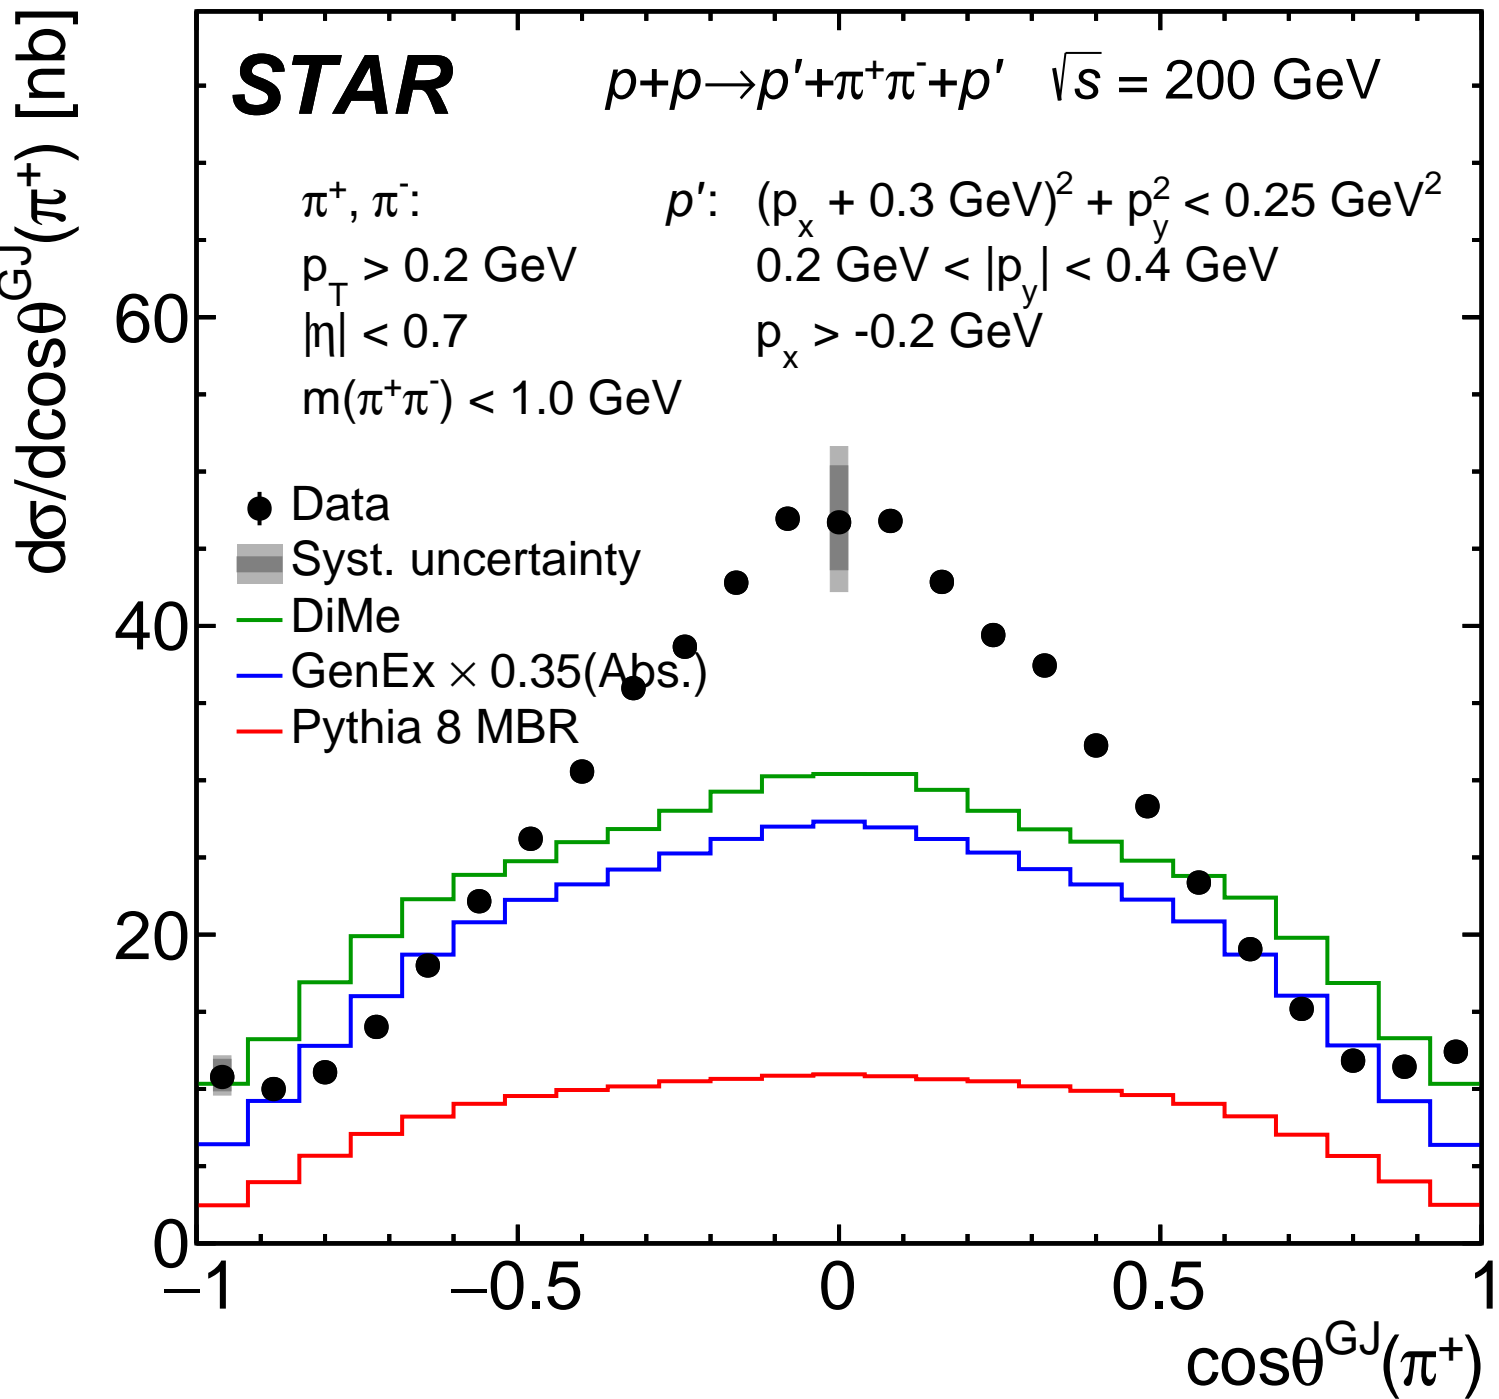 STAR p+p→p′+π⁺π⁻+p′ √s = 200 GeV
π⁺, π⁻: p′: (pₓ + 0.3 GeV)² + p_y² < 0.25 GeV²
p_T > 0.2 GeV 0.2 GeV < |p_y| < 0.4 GeV
|η| < 0.7 pₓ > -0.2 GeV
m(π⁺π⁻) < 1.0 GeV
Data
Syst. uncertainty
DiMe
GenEx × 0.35(Abs.)
Pythia 8 MBR
dσ/dcosθ^GJ(π⁺) [nb]
60
40
20
0
−1 −0.5 0 0.5 1
cosθ^GJ(π⁺)